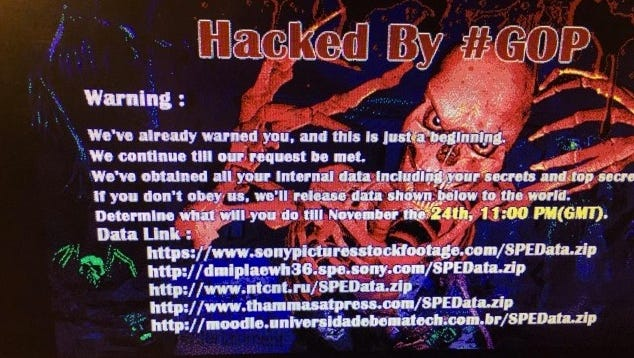 Hacked By #GOP
Warning :
We've already warned you, and this is just a beginning.
We continue till our request be met.
We've obtained all your Internal data including your secrets and top secre
If you don't obey us, we'll release data shown below to the world.
Determine what will you do till November the 24th, 11:00 PM(GMT).
Data Link :
https://www.sonypicturesstockfootage.com/SPEData.zip
http://dmiplaewh36.spe.sony.com/SPEData.zip
http://www.ntcnt.ru/SPEData.zip
http://www.thammasatpress.com/SPEData.zip
http://moodle.universidadebematech.com.br/SPEData.zip